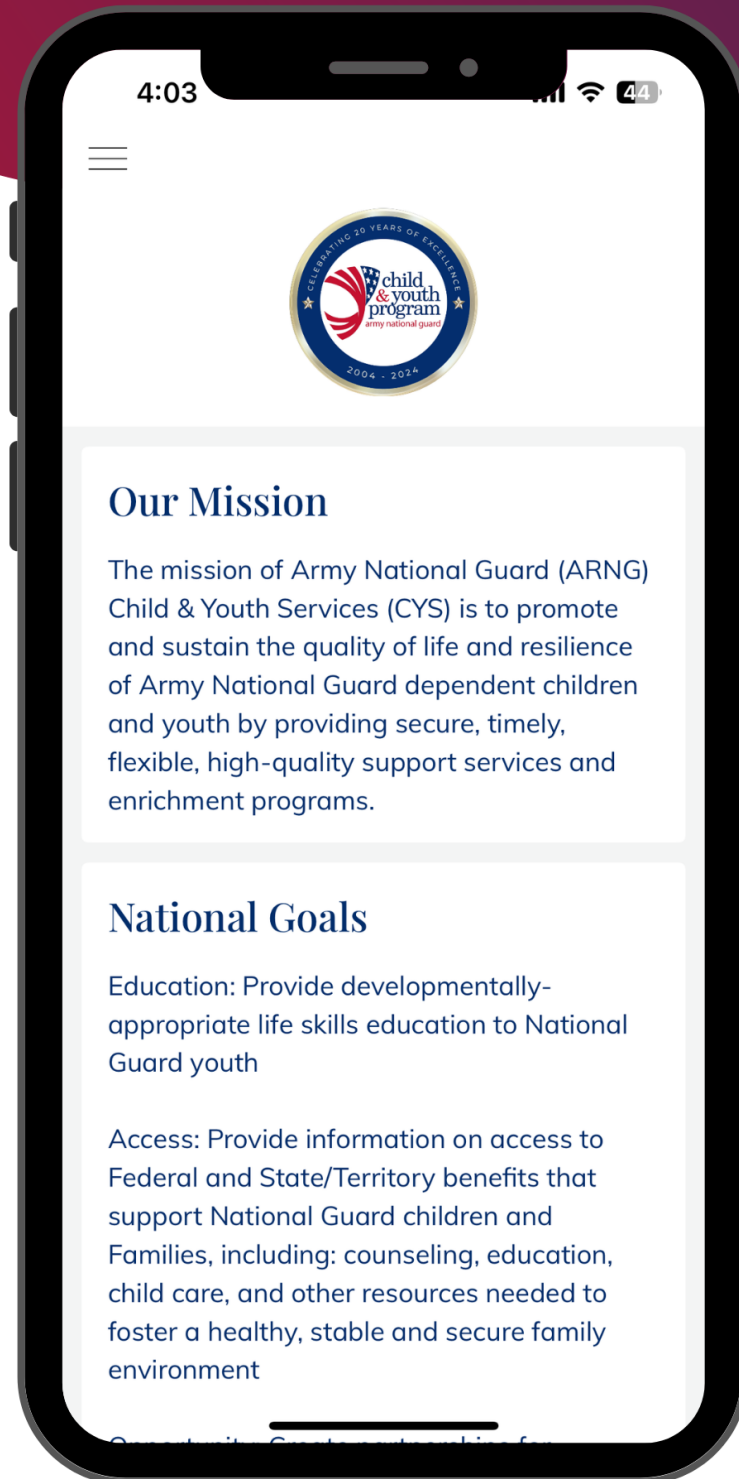 4:03
44
CELEBRATING 20 YEARS OF EXCELLENCE
child
& youth
program
army national guard
2004 - 2024
Our Mission
The mission of Army National Guard (ARNG)
Child & Youth Services (CYS) is to promote
and sustain the quality of life and resilience
of Army National Guard dependent children
and youth by providing secure, timely,
flexible, high-quality support services and
enrichment programs.
National Goals
Education: Provide developmentally-
appropriate life skills education to National
Guard youth
Access: Provide information on access to
Federal and State/Territory benefits that
support National Guard children and
Families, including: counseling, education,
child care, and other resources needed to
foster a healthy, stable and secure family
environment
Opportunity: Create partnerships for